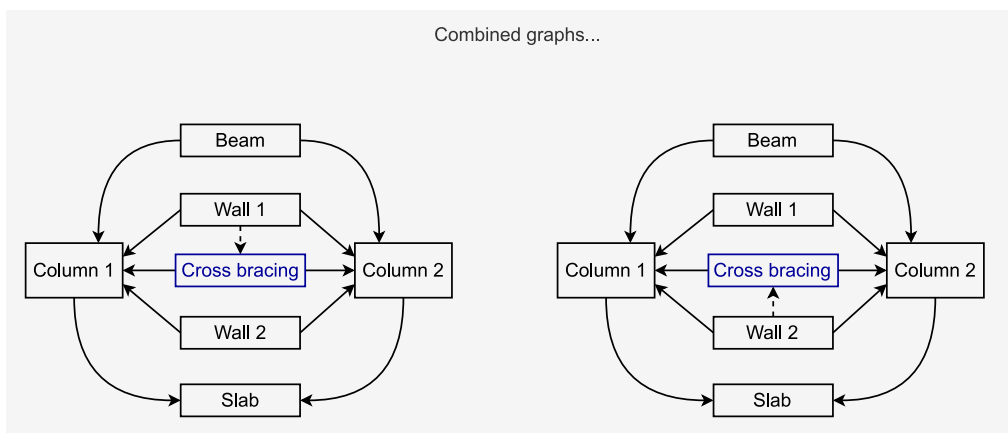 Combined graphs...
Beam
Wall 1
Column 1
Cross bracing
Column 2
Wall 2
Slab
Beam
Wall 1
Column 1
Cross bracing
Column 2
Wall 2
Slab